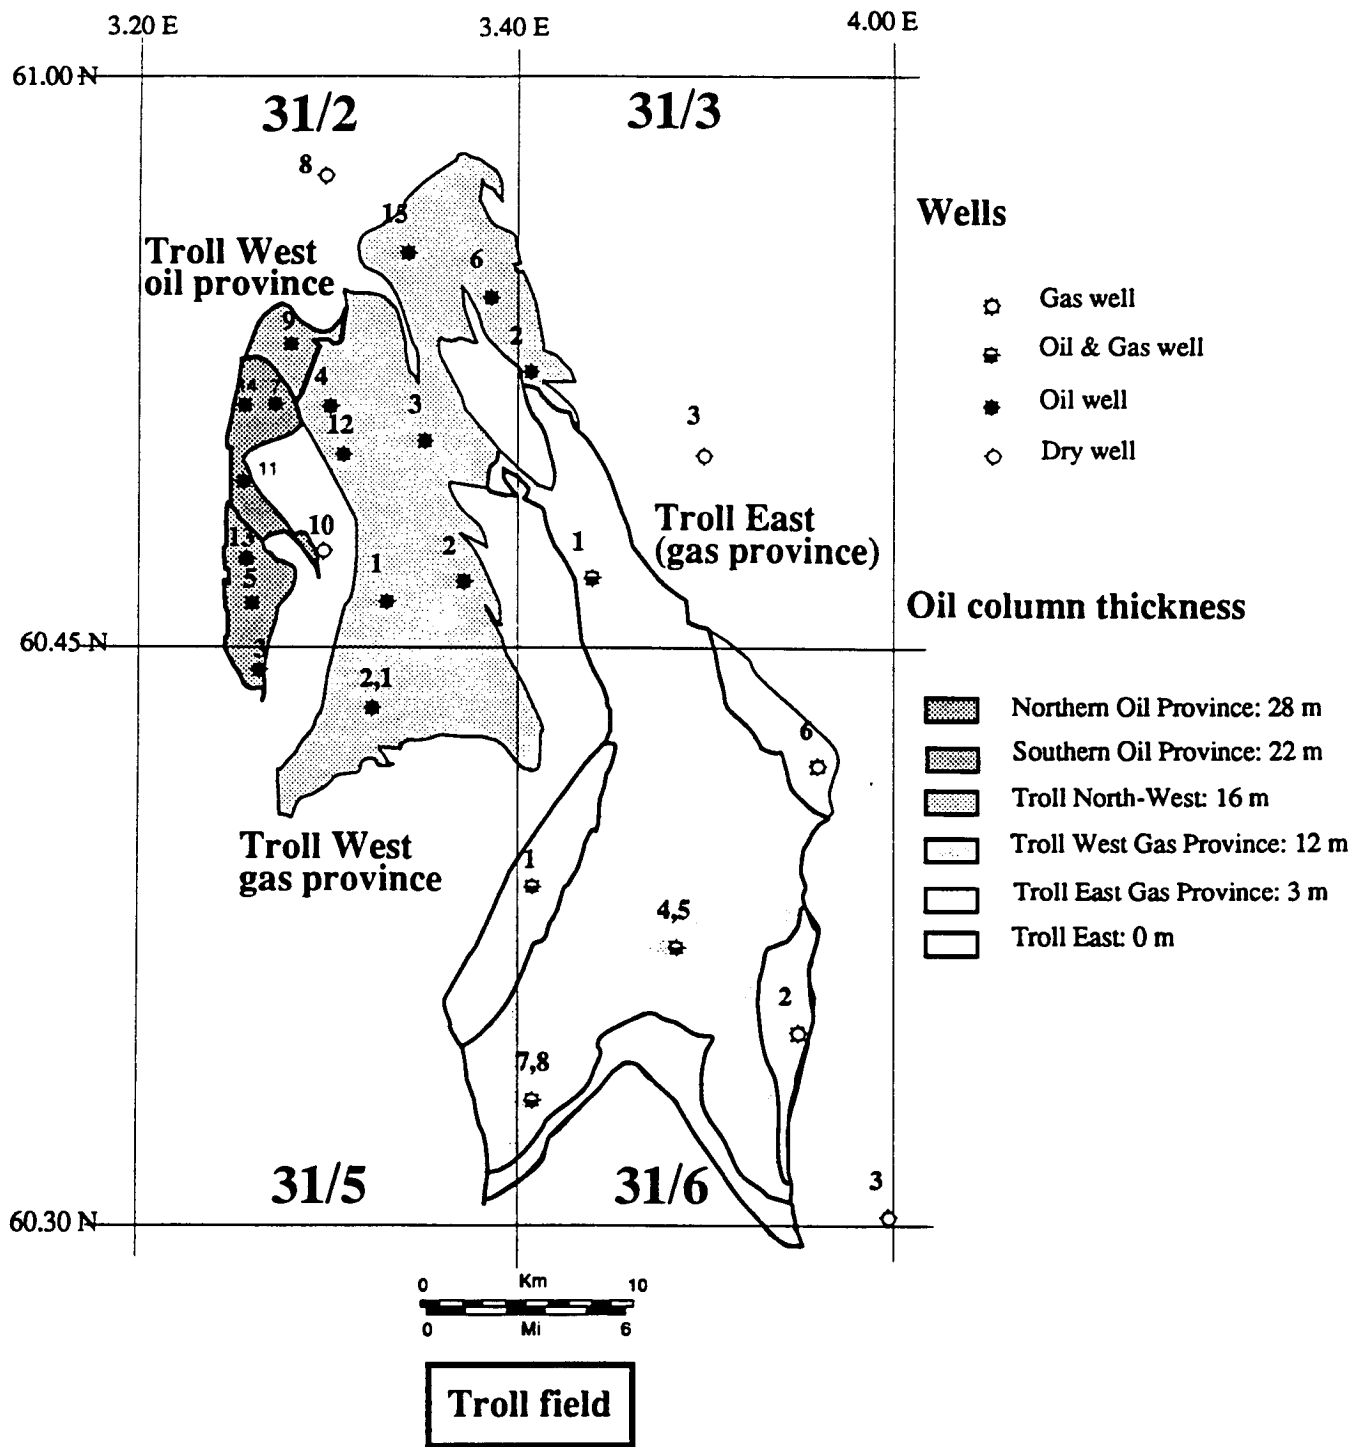 3.20 E
3.40 E
4.00 E
61.00 N
31/2
31/3
8
15
Wells
Troll West
oil province
6
Gas well
9
2
Oil & Gas well
4
14
7
3
Oil well
12
3
Dry well
11
10
Troll East
(gas province)
13
1
2
1
5
Oil column thickness
60.45 N
3
2,1
Northern Oil Province: 28 m
6
Southern Oil Province: 22 m
Troll North-West: 16 m
Troll West
gas province
Troll West Gas Province: 12 m
1
Troll East Gas Province: 3 m
4,5
Troll East: 0 m
2
7,8
31/5
31/6
3
60.30 N
0 Km 10
0 Mi 6
Troll field